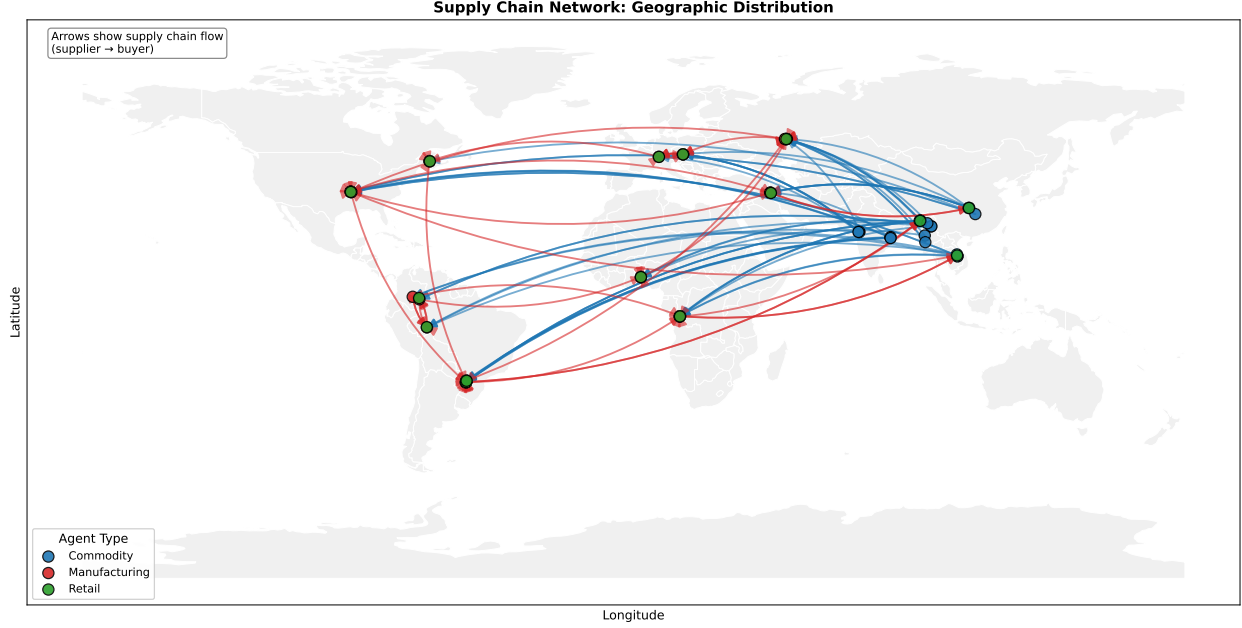 Supply Chain Network: Geographic Distribution
Arrows show supply chain flow
(supplier → buyer)
Latitude
Agent Type
Commodity
Manufacturing
Retail
Longitude